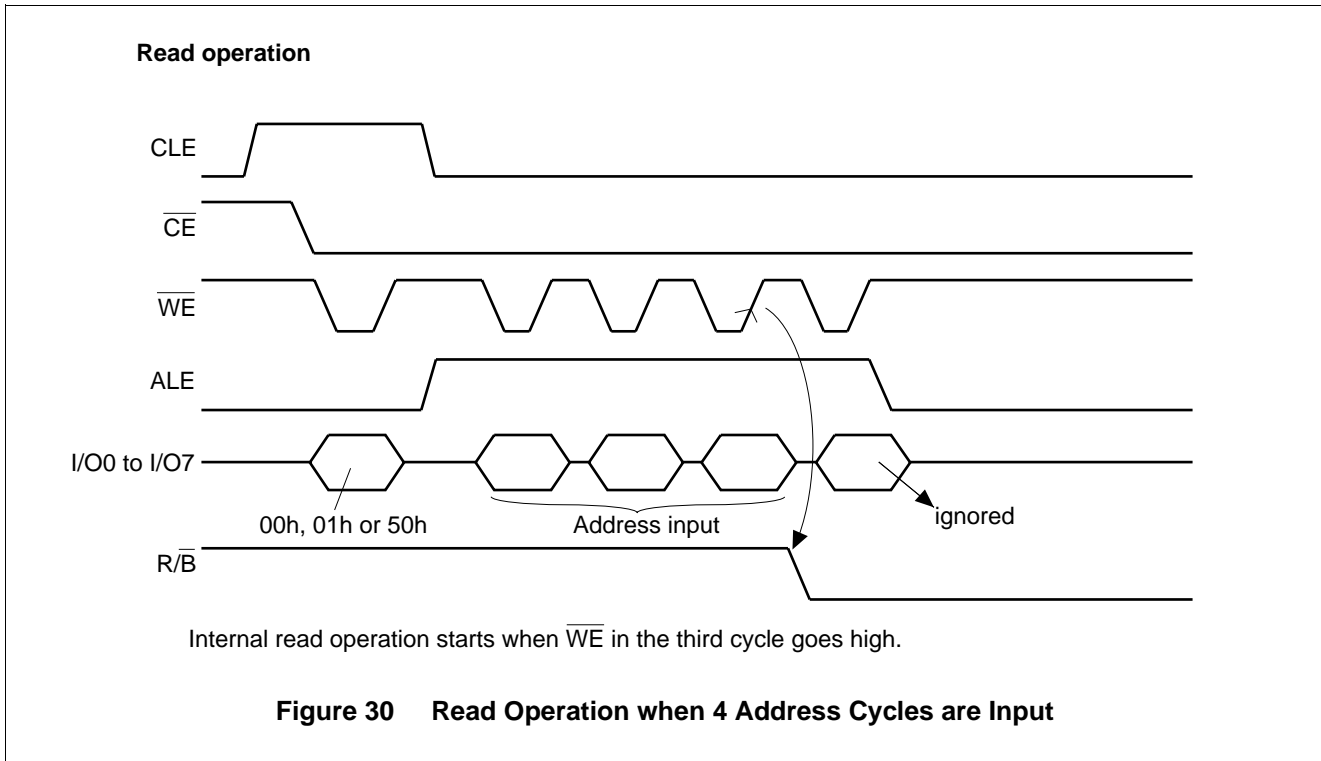 Read operation
CLE
CE
WE
ALE
I/O0 to I/O7
00h, 01h or 50h
Address input
ignored
R/B
Internal read operation starts when WE in the third cycle goes high.
Figure 30 Read Operation when 4 Address Cycles are Input